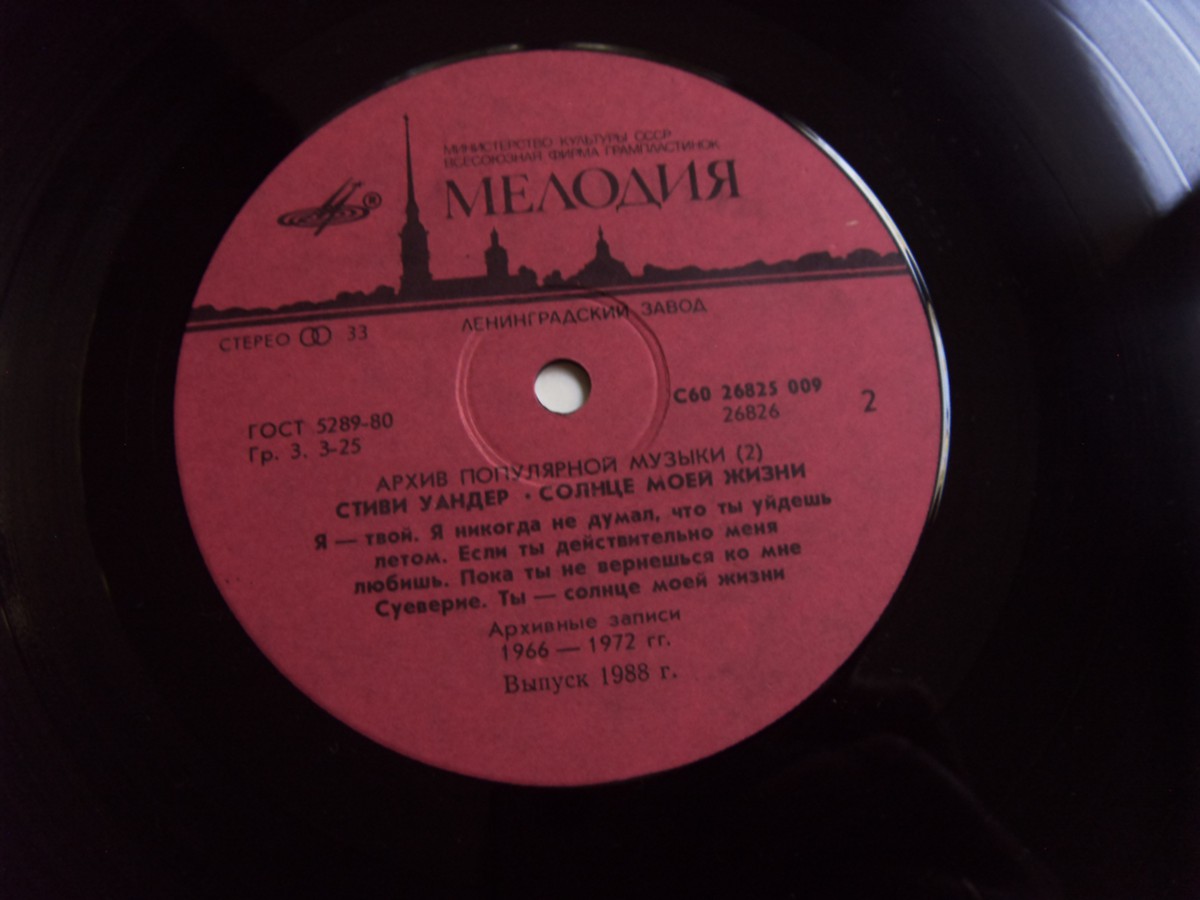 МИНИСТЕРСТВО КУЛЬТУРЫ СССР
ВСЕСОЮЗНАЯ ФИРМА ГРАМПЛАСТИНОК
МЕЛОДИЯ
®
ЛЕНИНГРАДСКИЙ ЗАВОД
СТЕРЕО 33
С60 26825 009
26826
2
ГОСТ 5289-80
Гр. 3. 3-25
АРХИВ ПОПУЛЯРНОЙ МУЗЫКИ (2)
СТИВИ УАНДЕР • СОЛНЦЕ МОЕЙ ЖИЗНИ
Я — твой. Я никогда не думал, что ты уйдешь
летом. Если ты действительно меня
любишь. Пока ты не вернешься ко мне
Суеверие. Ты — солнце моей жизни
Архивные записи
1966 — 1972 гг.
Выпуск 1988 г.